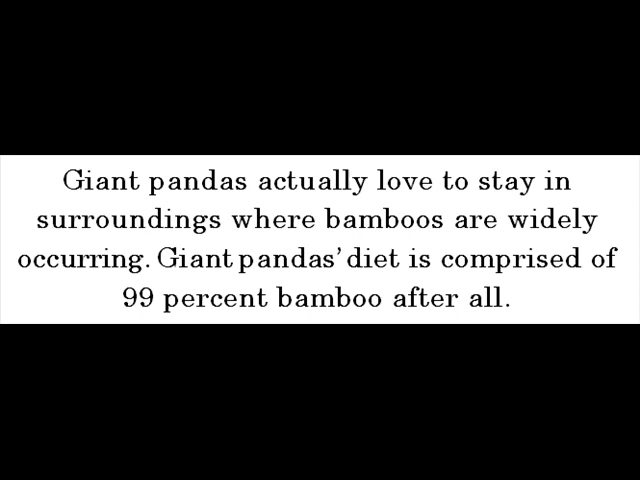 Giant pandas actually love to stay in
surroundings where bamboos are widely
occurring. Giant pandas’ diet is comprised of
99 percent bamboo after all.